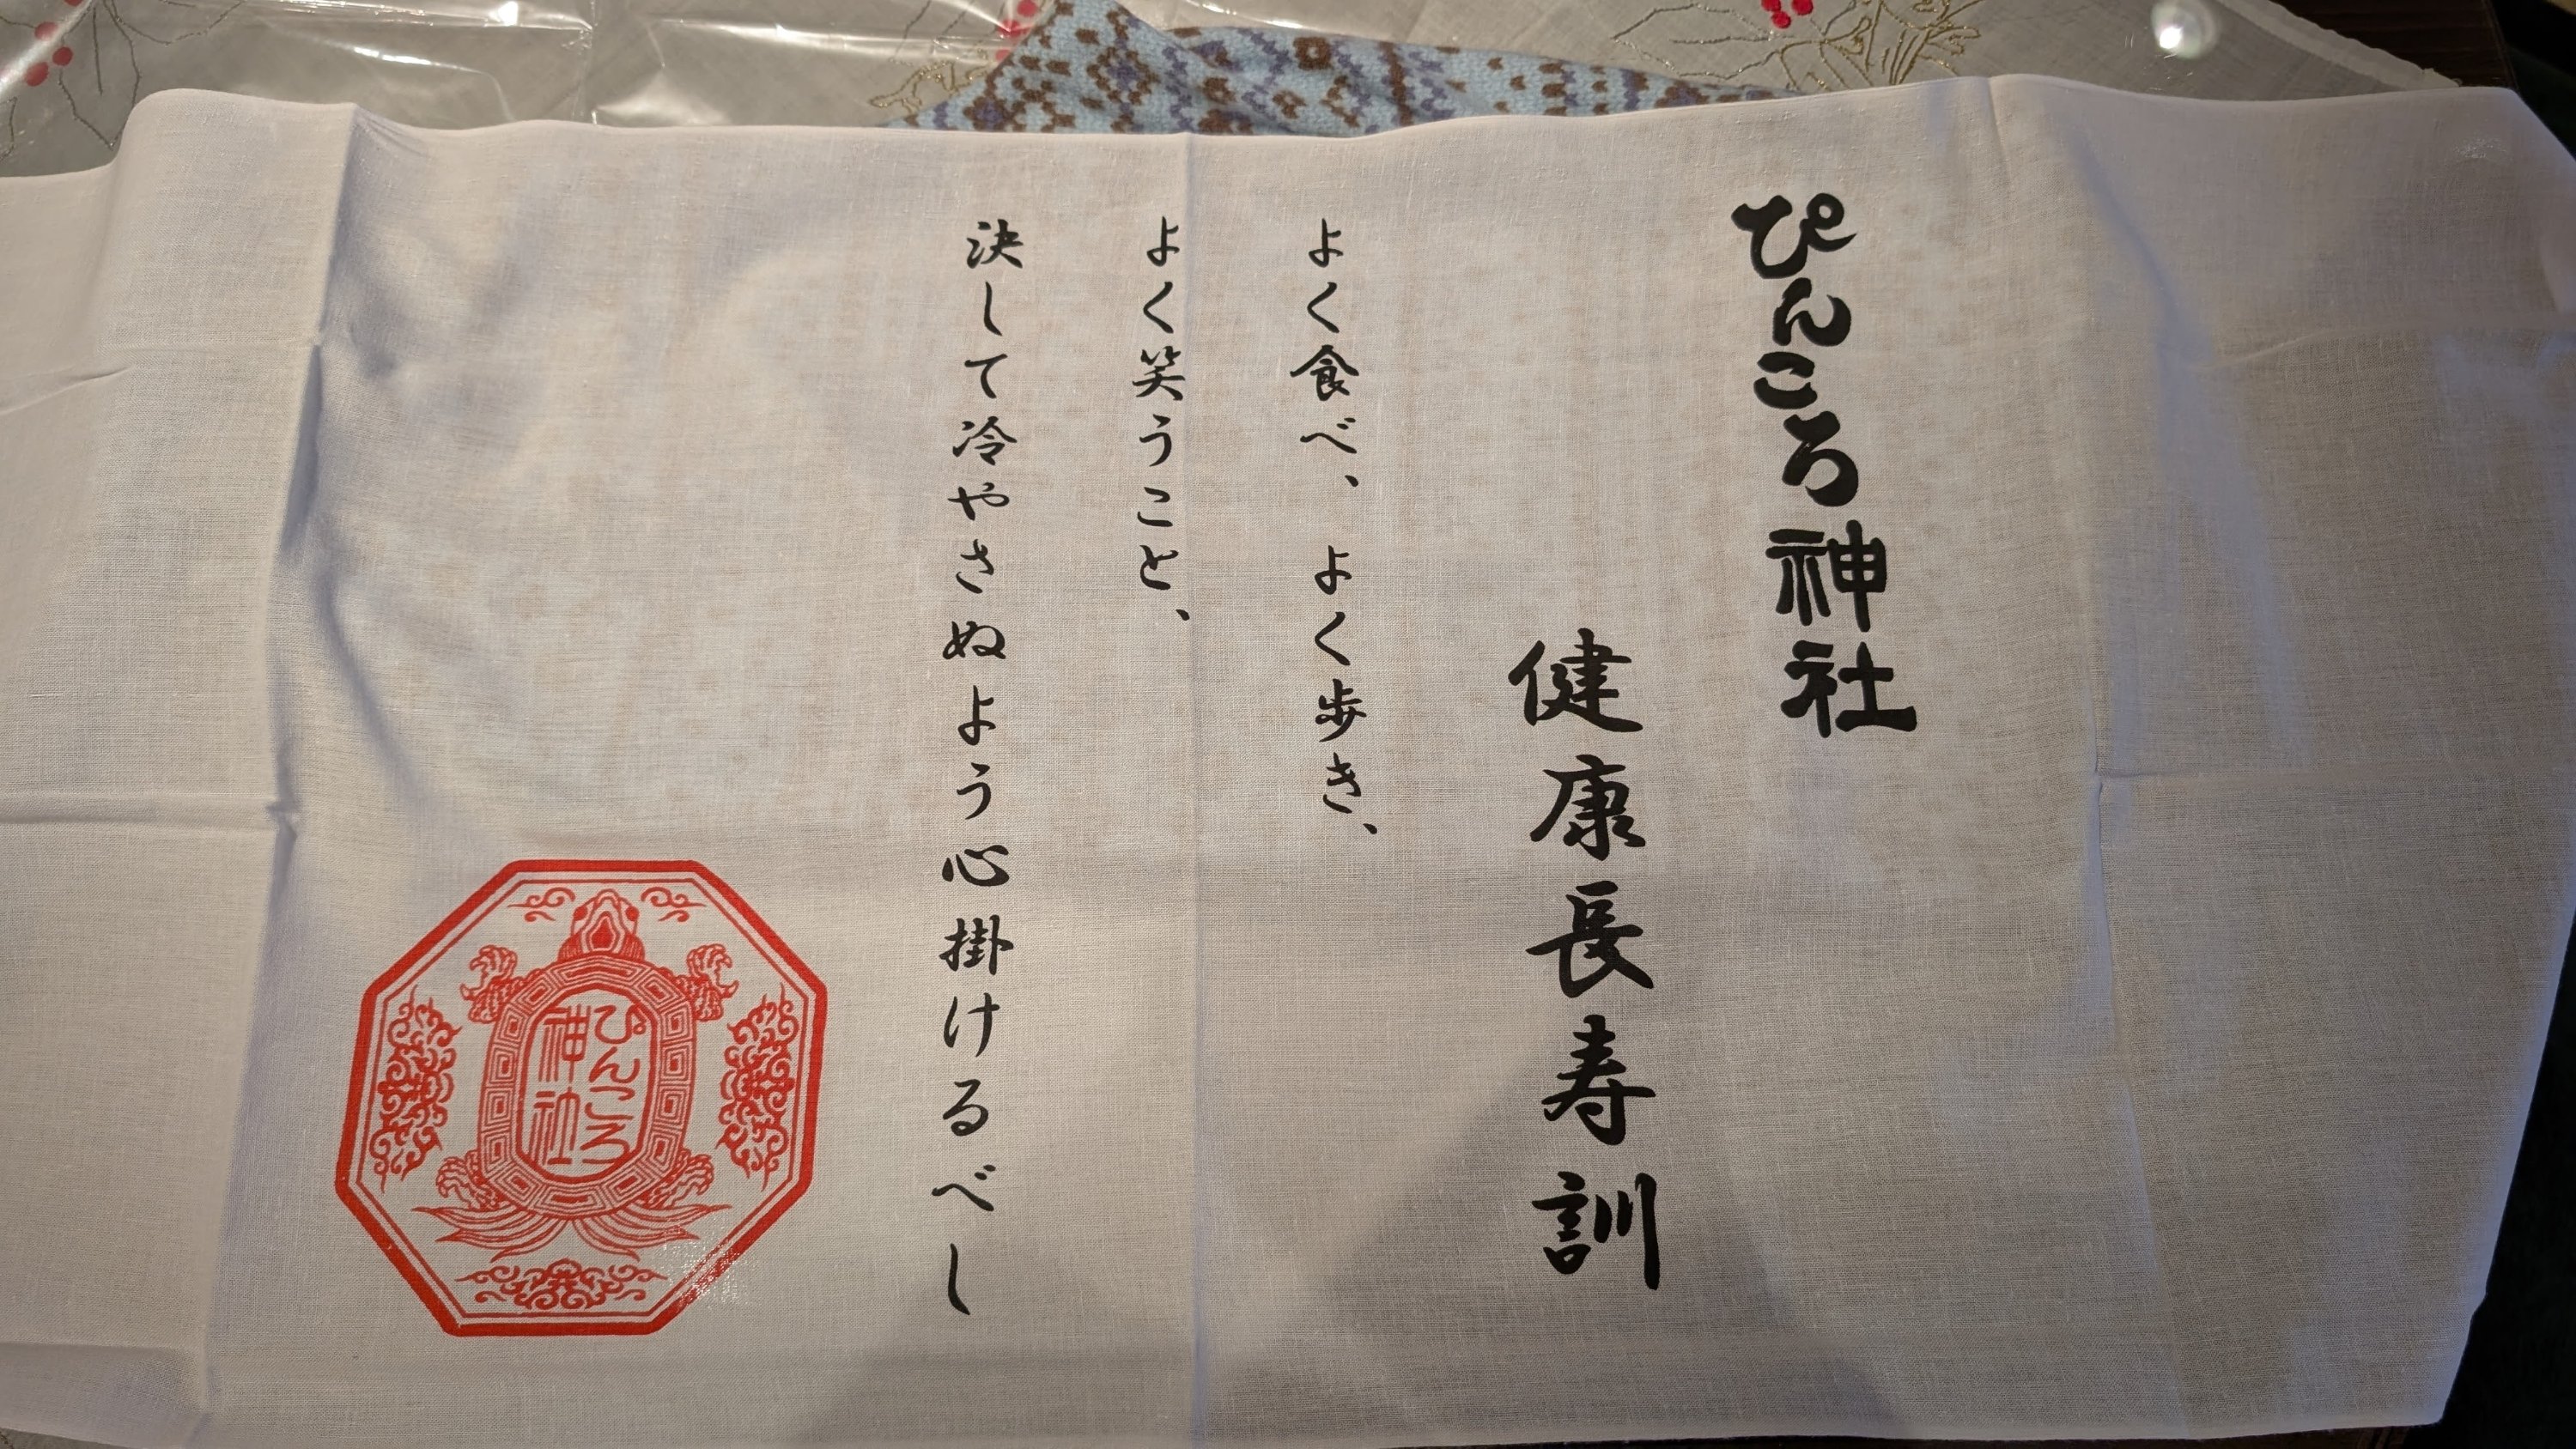 ぴんころ神社
健康長寿訓
よく食べ、よく歩き、
よく笑うこと、
決して冷やさぬよう心掛けるべし
ぴんころ
神社